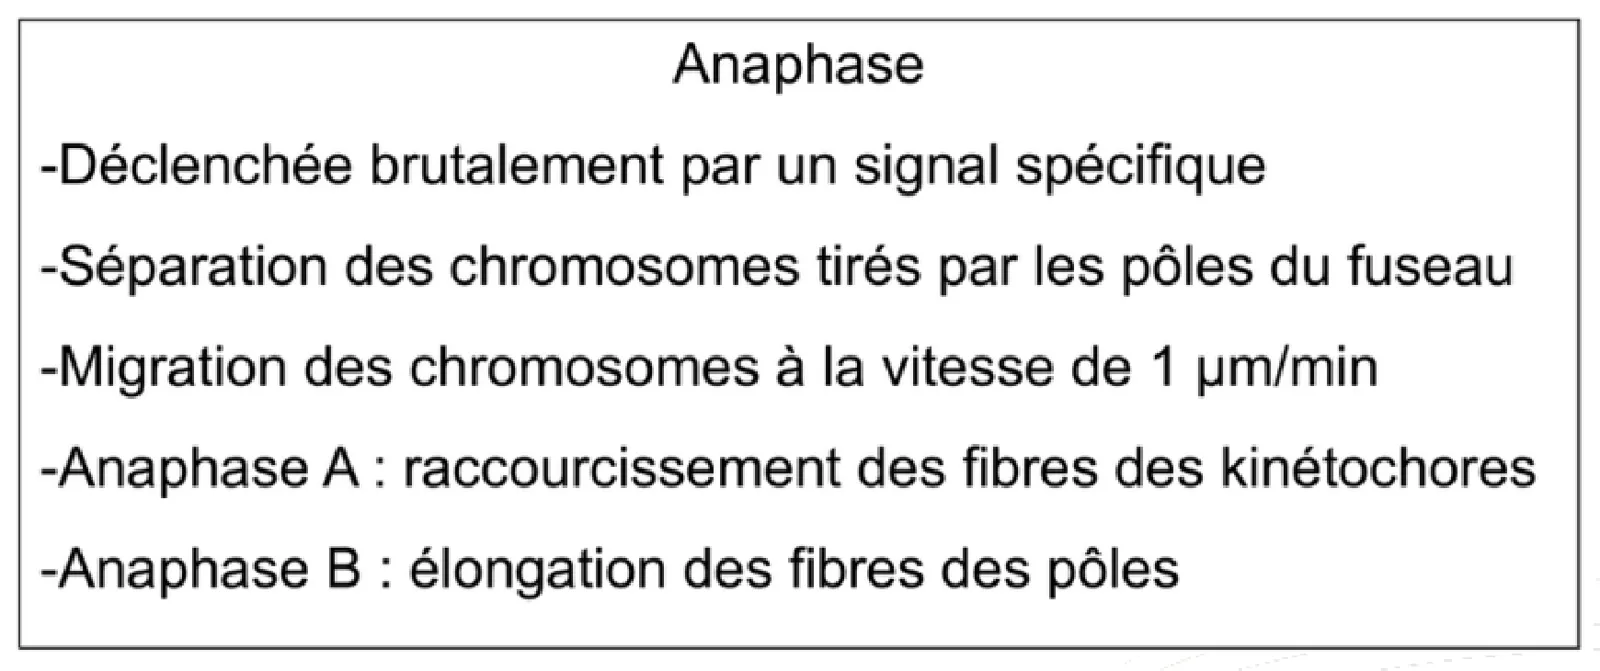 Anaphase
-Déclenchée brutalement par un signal spécifique
-Séparation des chromosomes tirés par les pôles du fuseau
-Migration des chromosomes à la vitesse de 1 µm/min
-Anaphase A : raccourcissement des fibres des kinétochores
-Anaphase B : élongation des fibres des pôles